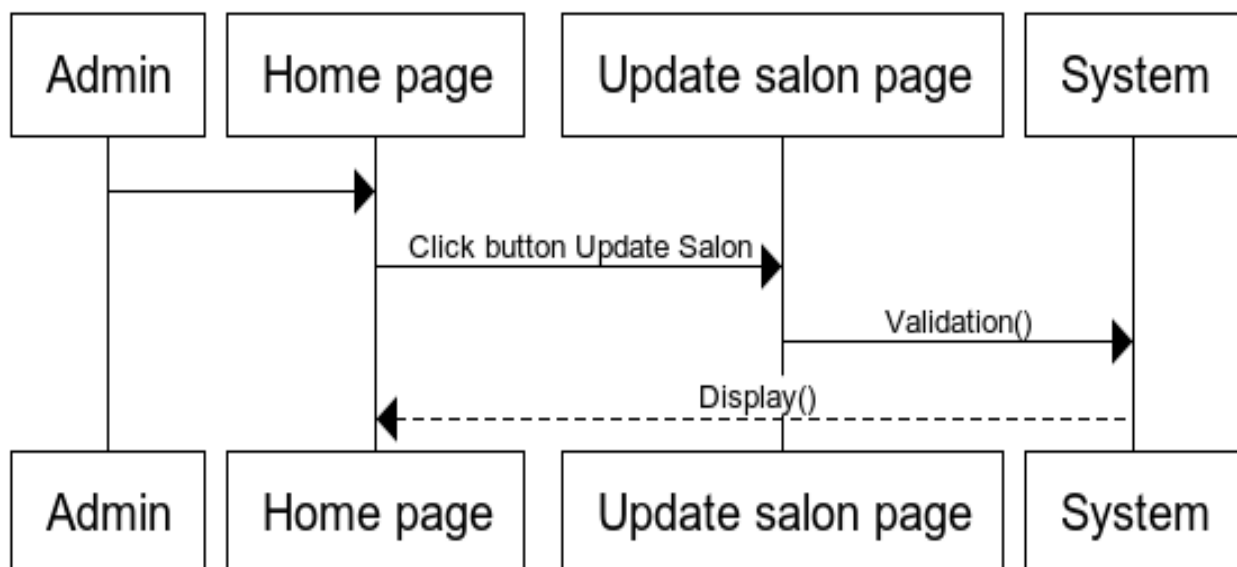 Admin
Home page
Update salon page
System
Click button Update Salon
Validation()
Display()
Admin
Home page
Update salon page
System